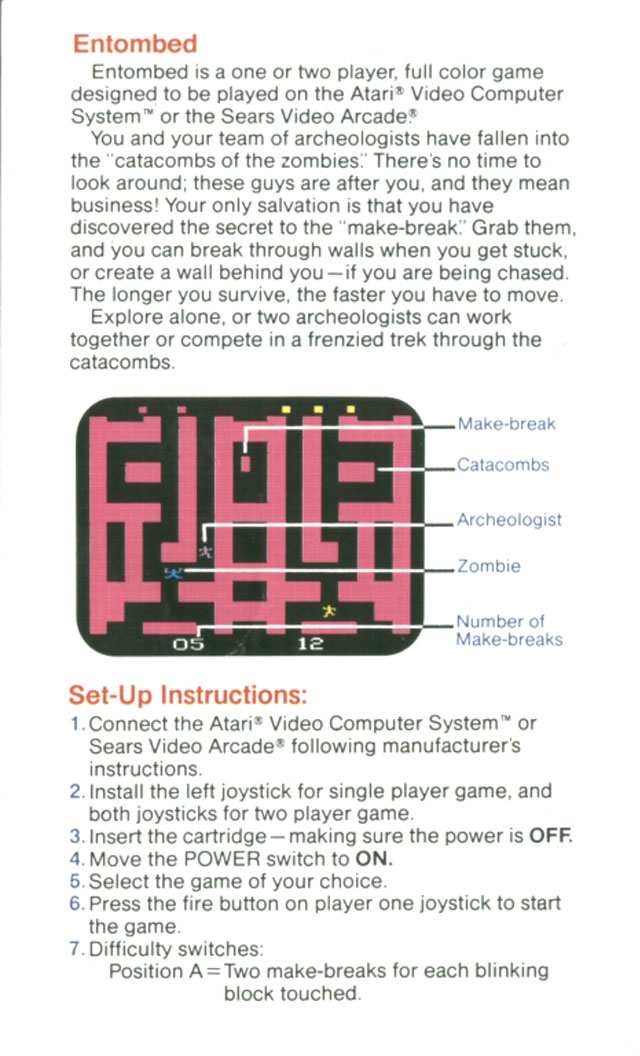 Entombed
Entombed is a one or two player, full color game
designed to be played on the Atari® Video Computer
System™ or the Sears Video Arcade.®
You and your team of archeologists have fallen into
the "catacombs of the zombies." There's no time to
look around; these guys are after you, and they mean
business! Your only salvation is that you have
discovered the secret to the "make-break." Grab them,
and you can break through walls when you get stuck,
or create a wall behind you—if you are being chased.
The longer you survive, the faster you have to move.
Explore alone, or two archeologists can work
together or compete in a frenzied trek through the
catacombs.
Make-break
Catacombs
Archeologist
Zombie
Number of
Make-breaks
05 12
Set-Up Instructions:
1. Connect the Atari® Video Computer System™ or
Sears Video Arcade® following manufacturer's
instructions.
2. Install the left joystick for single player game, and
both joysticks for two player game.
3. Insert the cartridge—making sure the power is OFF.
4. Move the POWER switch to ON.
5. Select the game of your choice.
6. Press the fire button on player one joystick to start
the game.
7. Difficulty switches:
Position A = Two make-breaks for each blinking
block touched.